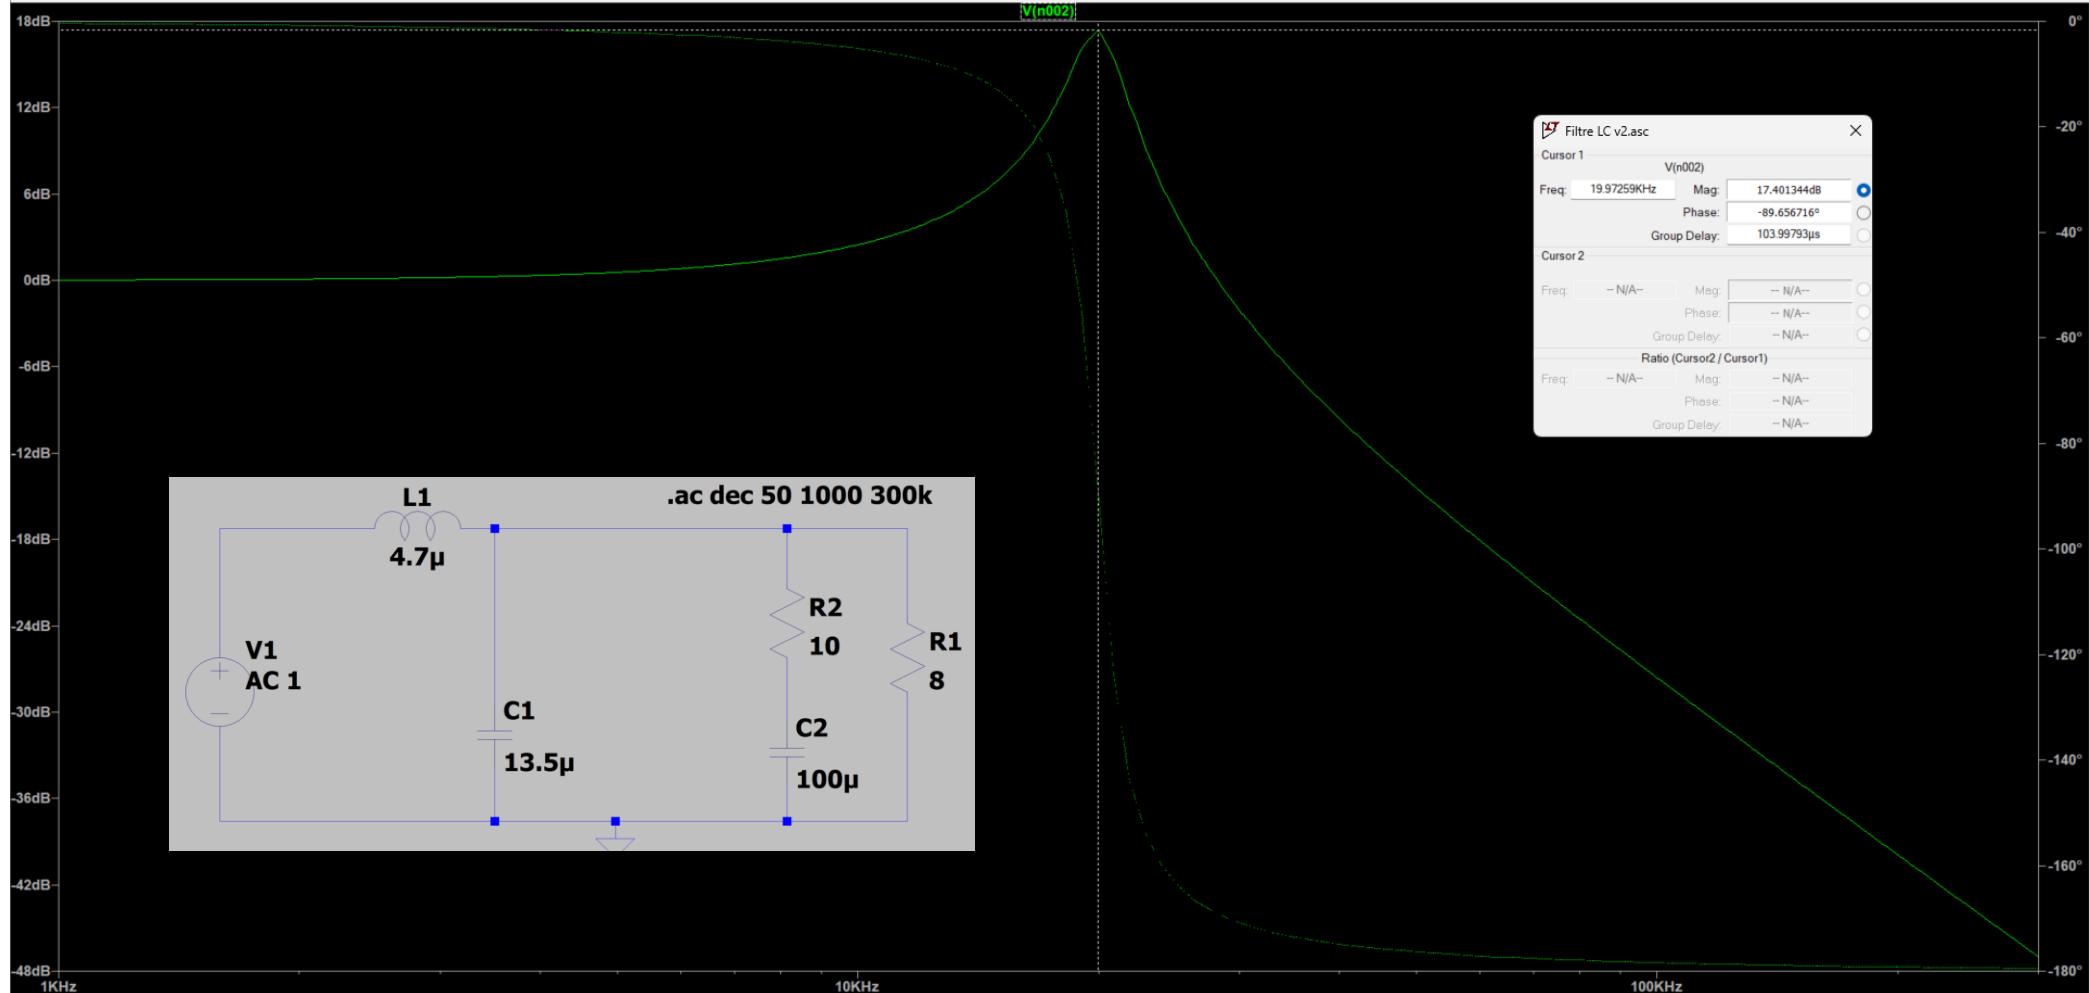 V(n002)
18dB
12dB
6dB
0dB
-6dB
-12dB
-18dB
-24dB
-30dB
-36dB
-42dB
-48dB
0°
-20°
-40°
-60°
-80°
-100°
-120°
-140°
-160°
-180°
1KHz
10KHz
100KHz
Filtre LC v2.asc
Cursor 1
V(n002)
Freq: 19.97259KHz Mag: 17.401344dB
Phase: -89.656716°
Group Delay: 103.99793µs
Cursor 2
Freq: -- N/A-- Mag: -- N/A--
Phase: -- N/A--
Group Delay: -- N/A--
Ratio (Cursor2 / Cursor1)
Freq: -- N/A-- Mag: -- N/A--
Phase: -- N/A--
Group Delay: -- N/A--
L1
4.7µ
.ac dec 50 1000 300k
V1
AC 1
C1
13.5µ
R2
10
C2
100µ
R1
8